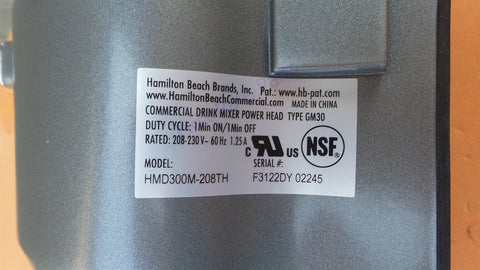 Hamilton Beach Brands, Inc. Pat.: www.hb-pat.com
www.HamiltonBeachCommercial.com MADE IN CHINA
COMMERCIAL DRINK MIXER POWER HEAD TYPE GM30
DUTY CYCLE: 1Min ON/1Min OFF
RATED: 208-230 V~ 60 Hz 1.25 A
C UL US NSF®
MODEL: SERIAL#:
HMD300M-208TH F3122DY 02245